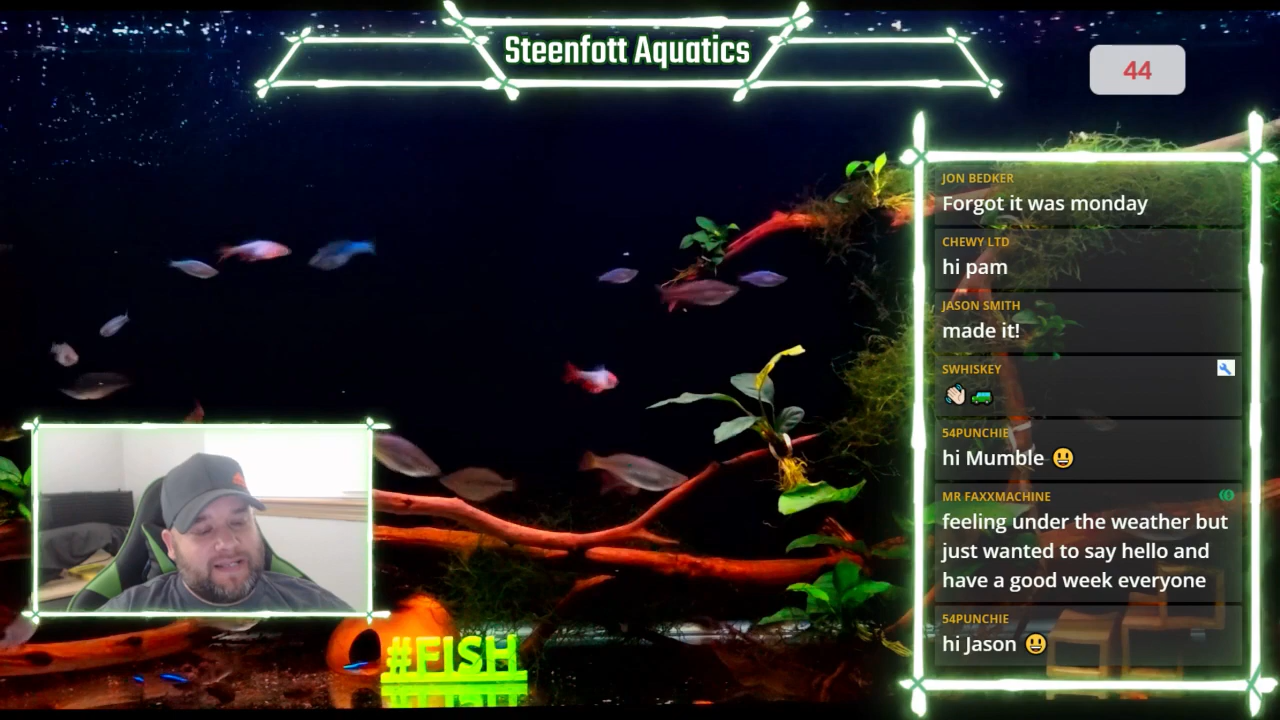 Steenfott Aquatics
44
JON BEDKER
Forgot it was monday
CHEWY LTD
hi pam
JASON SMITH
made it!
SWHISKEY
👋🏻 🚙
54PUNCHIE
hi Mumble 😃
MR FAXXMACHINE
feeling under the weather but
just wanted to say hello and
have a good week everyone
54PUNCHIE
hi Jason 😃
#FISH